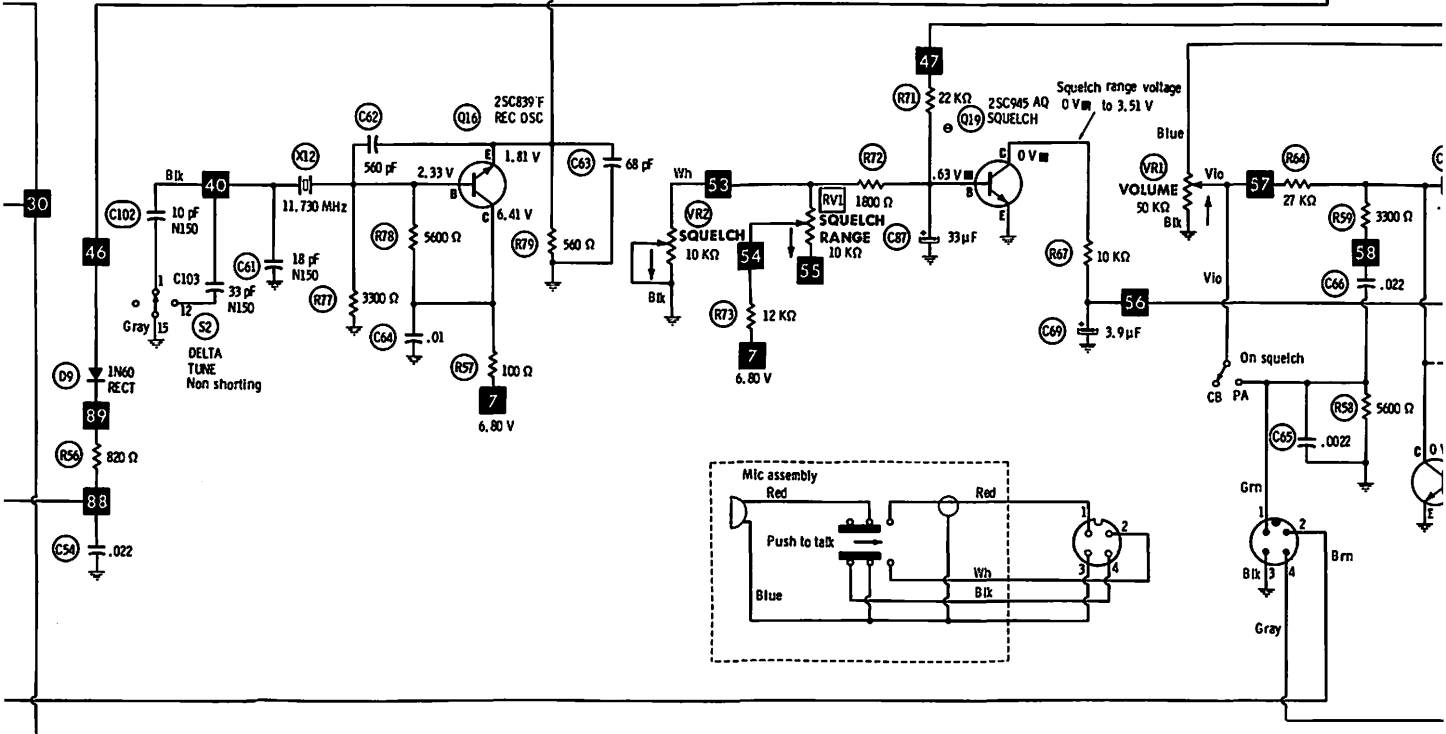 47
Squelch range voltage
0 V■ to 3.51 V
R71
22 KΩ
2SC945 AQ
SQUELCH
⊖
Q19
2SC839'F
REC OSC
Q16
C62
560 pF
E
1.81 V
2.33 V
B
C
6.41 V
C63
68 pF
X12
11,730 MHz
Blk
40
C102
10 pF
N150
C61
18 pF
N150
C103
33 pF
N150
1
12
15
Gray
S2
DELTA
TUNE
Non shorting
R78
5600 Ω
R77
3300 Ω
C64
.01
R79
560 Ω
R57
100 Ω
7
6.80 V
30
46
D9
1N60
RECT
89
R56
820 Ω
88
C54
.022
Wh
53
VR2
SQUELCH
10 KΩ
Blk
R72
1800 Ω
RV1
SQUELCH
RANGE
10 KΩ
54
55
R73
12 KΩ
7
6.80 V
C87
33 µF
.63 V■
B
C
0 V■
E
R67
10 KΩ
56
C69
3.9 µF
Blue
VR1
VOLUME
50 KΩ
Blk
Vio
57
R64
27 KΩ
R59
3300 Ω
58
C66
.022
Vio
On squelch
CB
PA
R58
5600 Ω
C65
.0022
C
0 V
E
Grn
1
2
3
4
Blk
Brn
Gray
Mic assembly
Red
Red
Push to talk
Wh
Blk
Blue
1
2
3
4